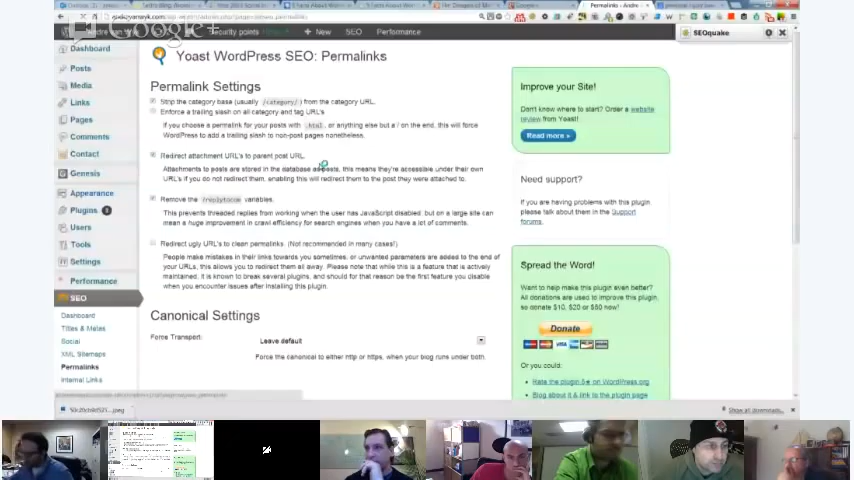 Permalinks - Andre
Google+
Security points
New
SEO
Performance
SEOquake
Dashboard
Posts
Media
Links
Pages
Comments
Contact
Genesis
Appearance
Plugins
Users
Tools
Settings
Performance
SEO
Dashboard
Titles & Metas
Social
XML Sitemaps
Permalinks
Internal Links
Yoast WordPress SEO: Permalinks
Permalink Settings
Strip the category base (usually /category/) from the category URL.
Enforce a trailing slash on all category and tag URL's
If you choose a permalink for your posts with .html, or anything else but a / on the end, this will force
WordPress to add a trailing slash to non-post pages nonetheless.
Redirect attachment URL's to parent post URL.
Attachments to posts are stored in the database as posts, this means they're accessible under their own
URL's if you do not redirect them, enabling this will redirect them to the post they were attached to.
Remove the ?replytocom variables.
This prevents threaded replies from working when the user has JavaScript disabled, but on a large site can
mean a huge improvement in crawl efficiency for search engines when you have a lot of comments.
Redirect ugly URL's to clean permalinks. (Not recommended in many cases!)
People make mistakes in their links towards you sometimes, or unwanted parameters are added to the end of
your URLs, this allows you to redirect them all away. Please note that while this is a feature that is actively
maintained, it is known to break several plugins, and should for that reason be the first feature you disable
when you encounter issues after installing this plugin.
Canonical Settings
Force Transport:
Leave default
Force the canonical to either http or https, when your blog runs under both.
Improve your Site!
Don't know where to start? Order a website
review from Yoast!
Read more »
Need support?
If you are having problems with this plugin,
please talk about them in the Support
forums.
Spread the Word!
Want to help make this plugin even better?
All donations are used to improve this plugin,
so donate $10, $20 or $50 now!
Donate
VISA
Or you could:
Rate the plugin 5★ on WordPress.org
Blog about it & link to the plugin page
Show all downloads...